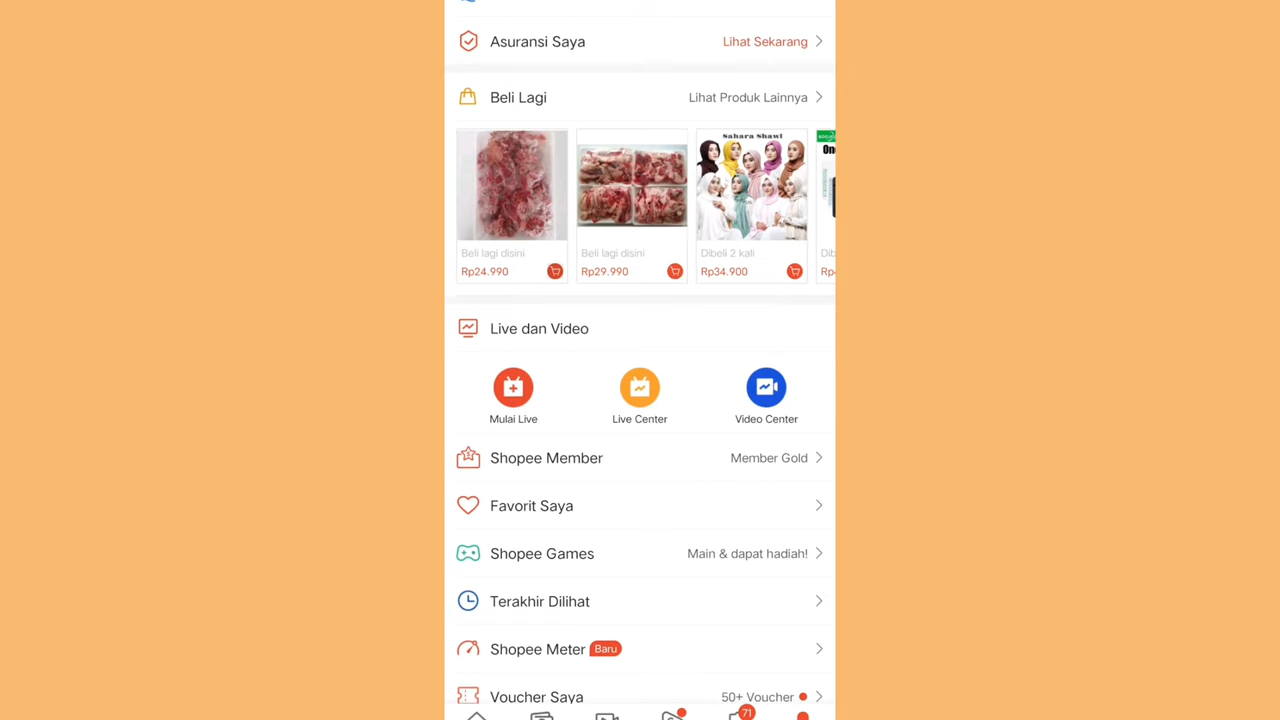 Asuransi Saya
Lihat Sekarang
Beli Lagi
Lihat Produk Lainnya
Sahara Shawl
Beli lagi disini
Rp24.990
Beli lagi disini
Rp29.990
Dibeli 2 kali
Rp34.900
Live dan Video
Mulai Live
Live Center
Video Center
Shopee Member
Member Gold
Favorit Saya
Shopee Games
Main & dapat hadiah!
Terakhir Dilihat
Shopee Meter
Baru
Voucher Saya
50+ Voucher
71